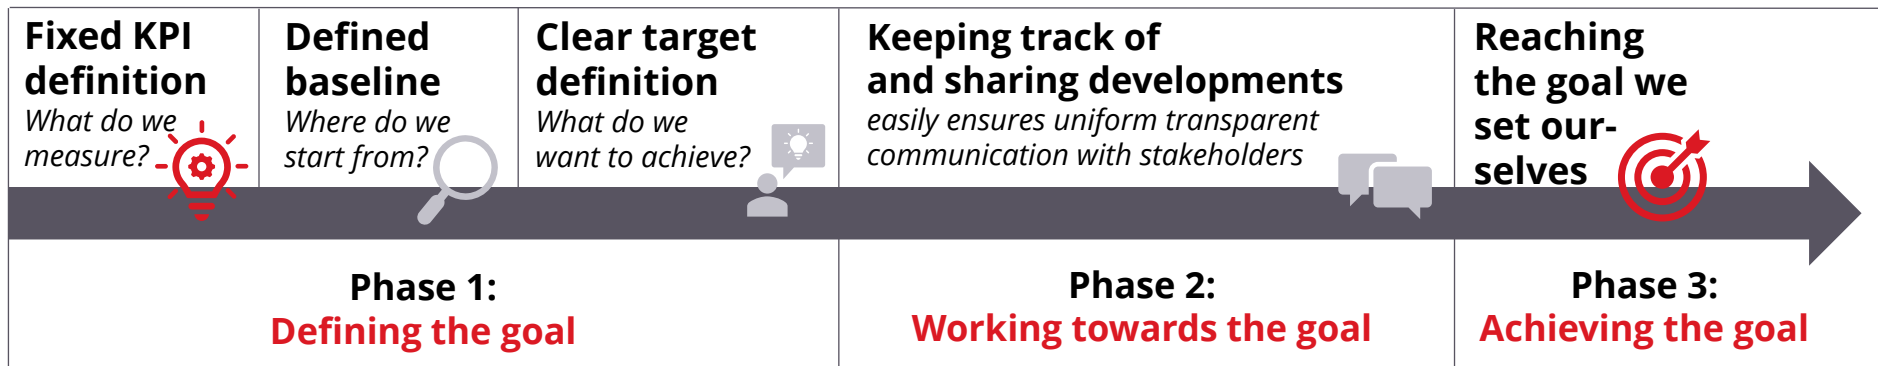 Fixed KPI
definition
What do we
measure?
Defined
baseline
Where do we
start from?
Clear target
definition
What do we
want to achieve?
Keeping track of
and sharing developments
easily ensures uniform transparent
communication with stakeholders
Reaching
the goal we
set our-
selves
Phase 1:
Defining the goal
Phase 2:
Working towards the goal
Phase 3:
Achieving the goal